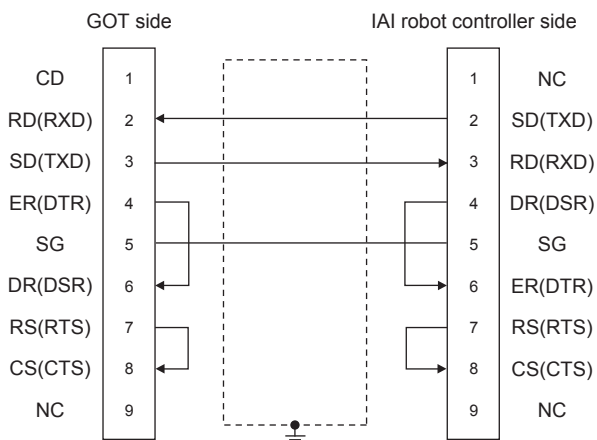 GOT side IAI robot controller side
CD 1 1 NC
RD(RXD) 2 2 SD(TXD)
SD(TXD) 3 3 RD(RXD)
ER(DTR) 4 4 DR(DSR)
SG 5 5 SG
DR(DSR) 6 6 ER(DTR)
RS(RTS) 7 7 RS(RTS)
CS(CTS) 8 8 CS(CTS)
NC 9 9 NC